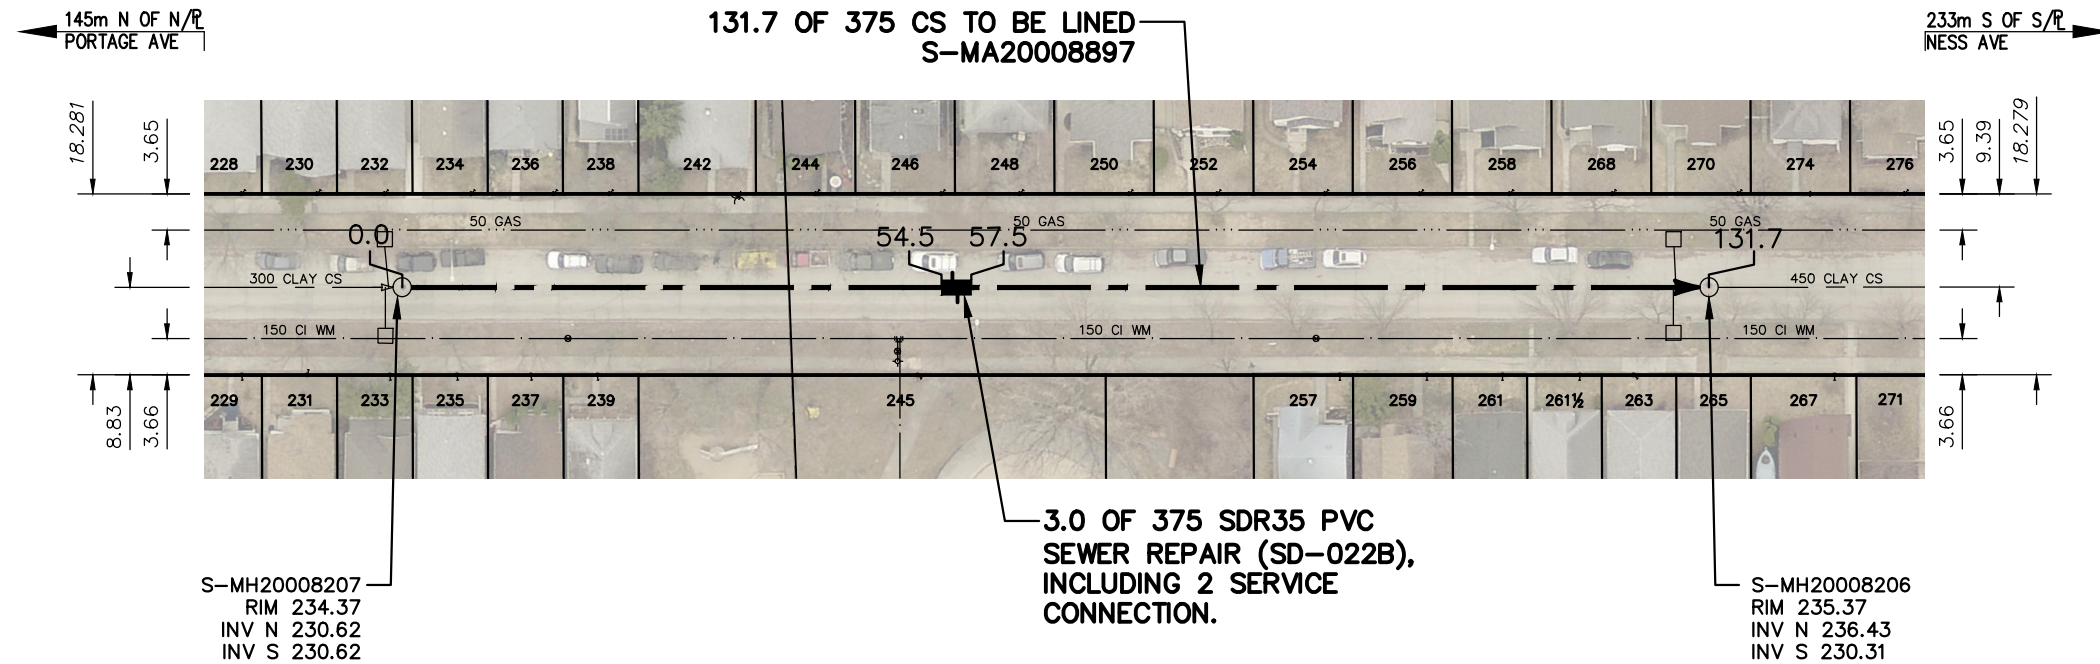 145m N OF N/PL
PORTAGE AVE
131.7 OF 375 CS TO BE LINED
S-MA20008897
233m S OF S/PL
NESS AVE
18.281
3.65
3.65
9.39
18.279
228 230 232 234 236 238 242 244 246 248 250 252 254 256 258 268 270 274 276
50 GAS 50 GAS 50 GAS
0.0 54.5 57.5 131.7
300 CLAY CS 450 CLAY CS
150 CI WM 150 CI WM 150 CI WM
229 231 233 235 237 239 245 257 259 261 261½ 263 265 267 271
8.83
3.66
3.66
3.0 OF 375 SDR35 PVC
SEWER REPAIR (SD-022B),
INCLUDING 2 SERVICE
CONNECTION.
S-MH20008207
RIM 234.37
INV N 230.62
INV S 230.62
S-MH20008206
RIM 235.37
INV N 236.43
INV S 230.31